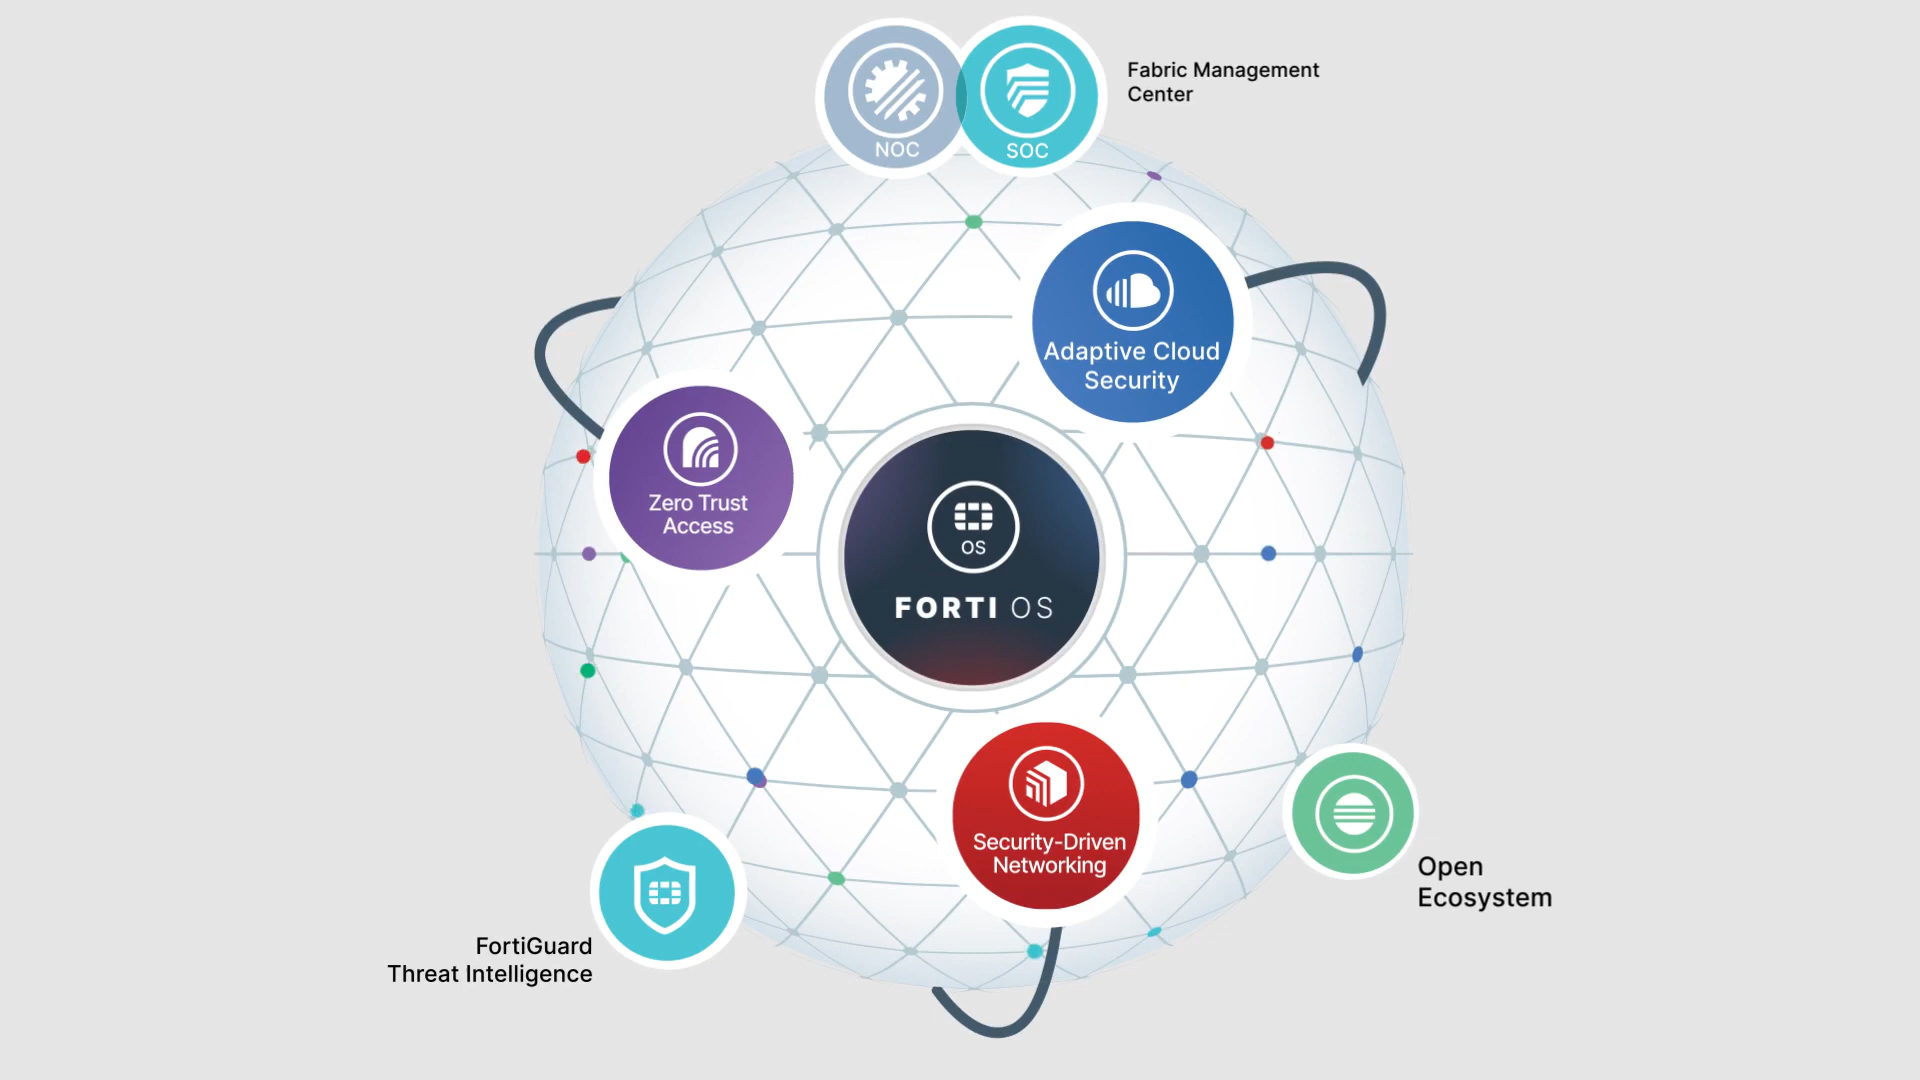 NOC
SOC
Fabric Management
Center
Adaptive Cloud
Security
Zero Trust
Access
OS
FORTI OS
Security-Driven
Networking
Open
Ecosystem
FortiGuard
Threat Intelligence